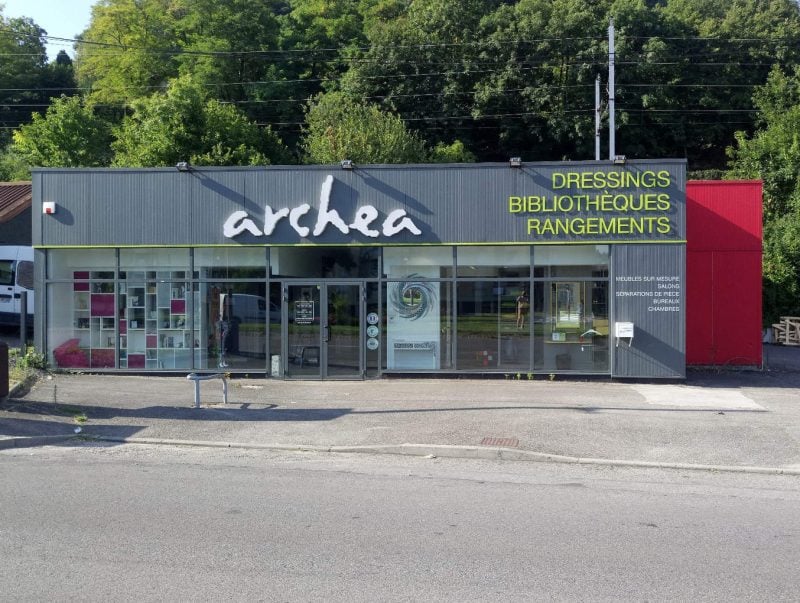 archea
DRESSINGS
BIBLIOTHÈQUES
RANGEMENTS
MEUBLES SUR MESURE
SALONS
SÉPARATIONS DE PIÈCE
BUREAUX
CHAMBRES